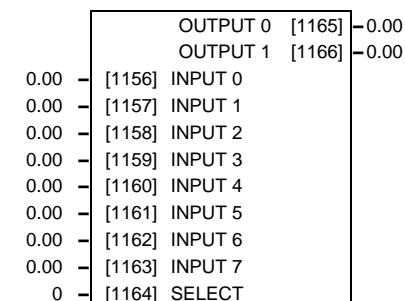 OUTPUT 0 [1165] 0.00
OUTPUT 1 [1166] 0.00
0.00 [1156] INPUT 0
0.00 [1157] INPUT 1
0.00 [1158] INPUT 2
0.00 [1159] INPUT 3
0.00 [1160] INPUT 4
0.00 [1161] INPUT 5
0.00 [1162] INPUT 6
0.00 [1163] INPUT 7
0 [1164] SELECT